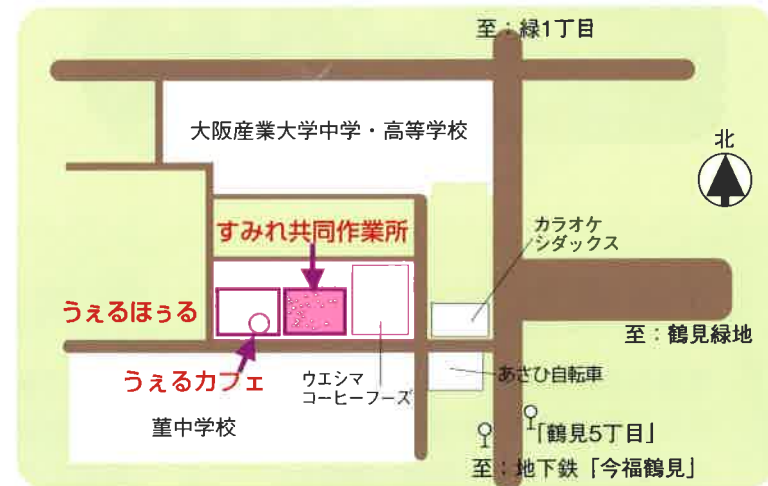 至：緑1丁目
大阪産業大学中学・高等学校
北
すみれ共同作業所
カラオケ
シダックス
うぇるほぅる
至：鶴見緑地
うぇるカフェ
ウエシマ
コーヒーフーズ
あさひ自転車
菫中学校
「鶴見5丁目」
至：地下鉄「今福鶴見」